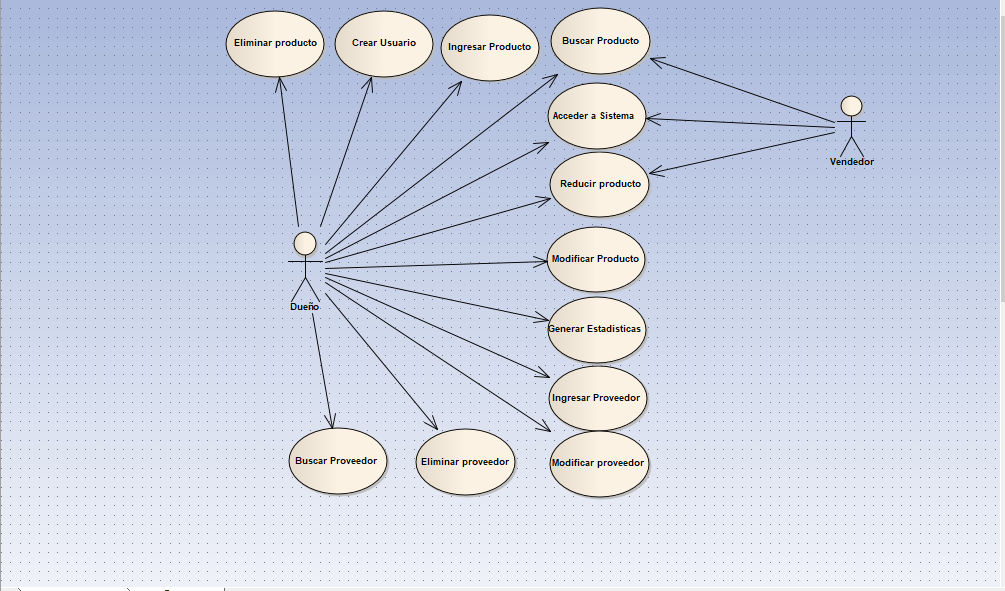 Eliminar producto
Crear Usuario
Ingresar Producto
Buscar Producto
Acceder a Sistema
Vendedor
Reducir producto
Modificar Producto
Dueño
Generar Estadisticas
Ingresar Proveedor
Buscar Proveedor
Eliminar proveedor
Modificar proveedor